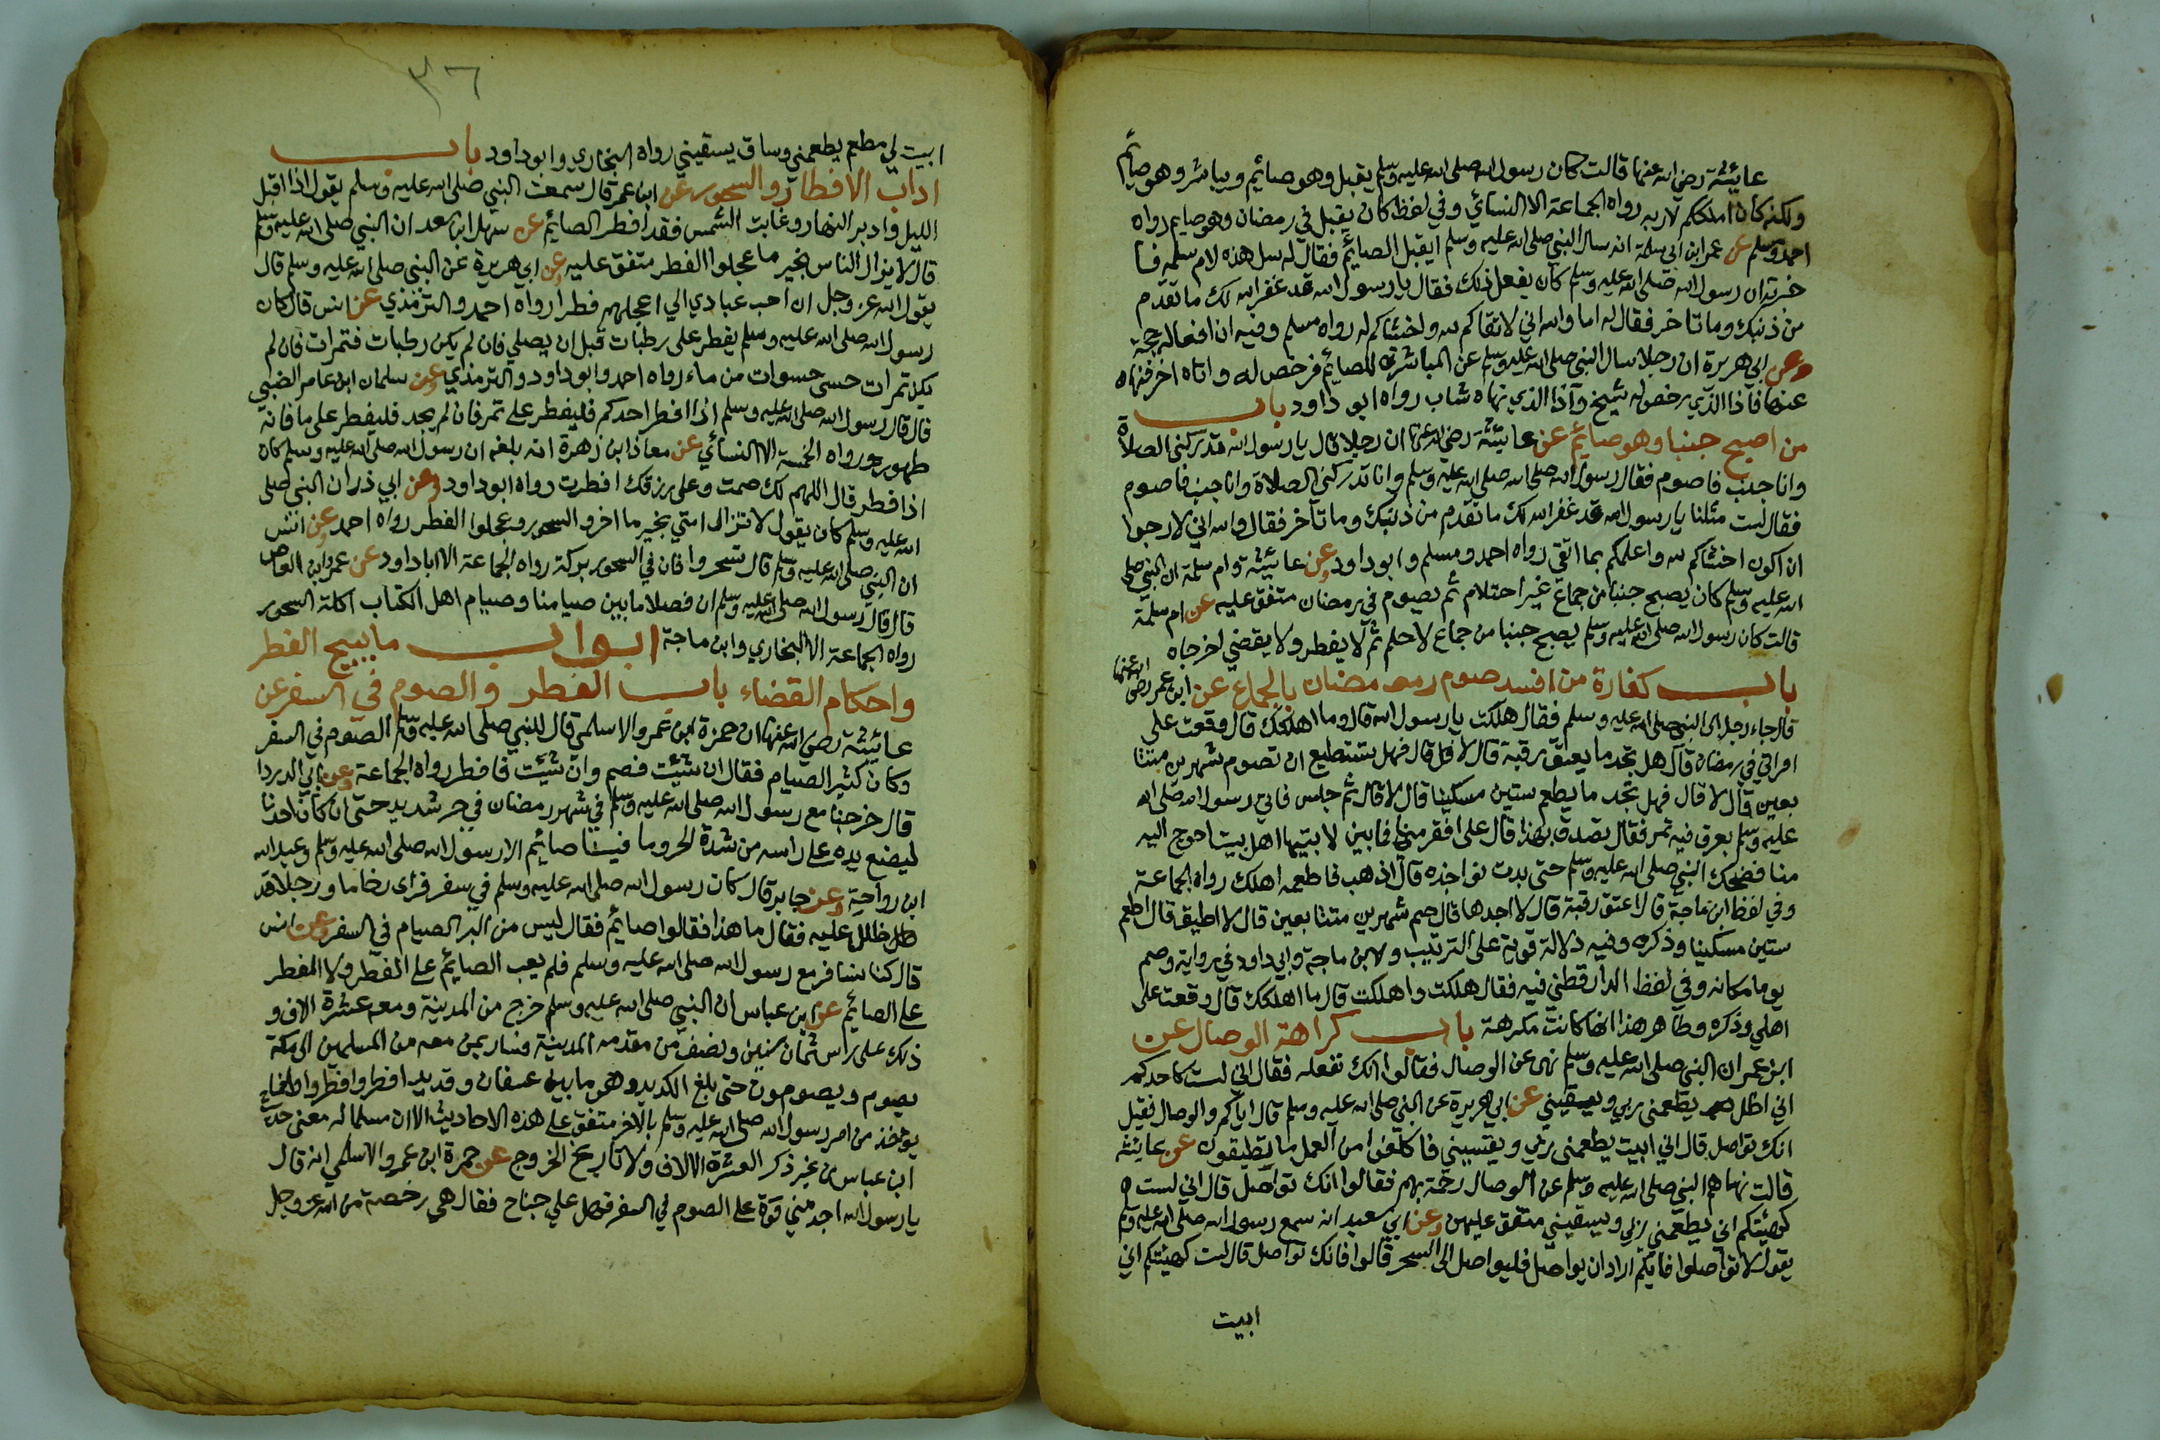 عائيشة رضي الله عنها قالت كان رسول الله صلى الله عليه وسلم يقبل وهو صايم ويباشر وهو صايم
ولكنه كان املككم لاربه رواه الجماعة الا النسائي وفي لفظ كان يقبل في رمضان وهو صايم رواه
احمد ومسلم عن عمر ابن ابي سلمة انه سال النبي صلى الله عليه وسلم ايقبل الصايم فقال له سل هذه لام سلمة فا
خبرته ان رسول الله صلى الله عليه وسلم كان يفعل ذلك فقال يا رسول الله قد غفر الله لك ما تقدم
من ذنبك وما تاخر فقال له اما والله اني لاتقاكم لله واخشاكم له رواه مسلم وفيه ان افعاله حجة
وعن ابي هريرة ان رجلا سال النبي صلى الله عليه وسلم عن المباشرة للصايم فرخص له واتاه اخر فنهاه
عنها فاذا الذي رخص له شيخ واذا الذي نهاه شاب رواه ابو داود باب
من اصبح جنبا وهو صايم عن عايشة رضي الله عنها ان رجلا قال يا رسول الله تدركني الصلاة
وانا جنب فاصوم فقال رسول الله صلى الله عليه وسلم وانا تدركني الصلاة وانا جنب فاصوم
فقال لست مثلنا يا رسول الله قد غفر الله لك ما تقدم من ذنبك وما تاخر فقال والله اني لارجوا
ان اكون اخشاكم لله واعلمكم بما اتقي رواه احمد ومسلم وابو داود وعن عايشة وام سلمة ان النبي صلى
الله عليه وسلم كان يصبح جنبا من جماع غير احتلام ثم يصوم في رمضان متفق عليه عن ام سلمة
قالت كان رسول الله صلى الله عليه وسلم يصبح جنبا من جماع لا حلم ثم لا يفطر ولا يقضي اخرجاه
باب كفارة من افسد صوم رمضان بالجماع عن ابن عمر رضي الله عنها
قال جاء رجل الى النبي صلى الله عليه وسلم فقال هلكت يا رسول الله قال وما اهلكك قال وقعت على
امراتي في رمضان قال هل تجد ما يعتق رقبة قال لا قال فهل تستطيع ان تصوم شهرين متتا
بعين قال لا قال فهل تجد ما يطعم ستين مسكينا قال لا قال ثم جلس فاتي رسول الله صلى الله
عليه وسلم بعرق فيه تمر فقال تصدق بهذا قال على افقر منا فما بين لابتيها اهل بيت احوج اليه
منا فضحك النبي صلى الله عليه وسلم حتى بدت نواجذه قال اذهب فاطعمه اهلك رواه الجماعة
وفي لفظ ابن ماجة قال اعتق رقبة قال لا اجدها قال صم شهرين متتابعين قال لا اطيق قال اطعم
ستين مسكينا وذكره وفيه دلالة قوية على الترتيب ولابن ماجة وابي داود في رواية وصم
يوما مكانه وفي لفظ الدارقطني فيه فقال هلكت واهلكت قال ما اهلكك قال وقعت على
اهلي وذكره وظاهر هذا انها كانت مكرهة باب كراهة الوصال عن
ابن عمر ان النبي صلى الله عليه وسلم نهى عن الوصال فقالوا انك تفعله فقال اني لست كاحدكم
اني اظل يطعمني ربي ويسقيني عن ابي هريرة عن النبي صلى الله عليه وسلم قال اياكم والوصال فقيل
انك تواصل قال اني ابيت يطعمني ربي ويسقيني فاكلفوا من العمل ما تطيقون عن عايشة
قالت نهاهم النبي صلى الله عليه وسلم عن الوصال رحمة بهم فقالوا انك تواصل قال اني لست
كهيئتكم اني يطعمني ربي ويسقيني متفق عليهن وعن ابي سعيد انه سمع رسول الله صلى الله عليه وسلم
يقول لا تواصلوا فايكم اراد ان يواصل فليواصل الى السحر قالوا فانك تواصل قال لست كهيئتكم اني
ابيت
٣٦
ابيت لي مطعم يطعمني وساق يسقيني رواه البخاري وابو داود باب
اداب الافطار والسحور عن ابن عمر قال سمعت النبي صلى الله عليه وسلم يقول اذا اقبل
الليل وادبر النهار وغابت الشمس فقد افطر الصايم عن سهل ابن سعد ان النبي صلى الله عليه وسلم
قال لا يزال الناس بخير ما عجلوا الفطر متفق عليه عن ابي هريرة عن النبي صلى الله عليه وسلم قال
يقول الله عز وجل ان احب عبادي الي اعجلهم فطرا رواه احمد والترمذي عن انس قال كان
رسول الله صلى الله عليه وسلم يفطر على رطبات قبل ان يصلي فان لم يكن رطبات فتمرات فان لم
يكن تمرات حسى حسوات من ماء رواه احمد وابو داود والترمذي وعن سلمان ابن عامر الضبي
قال قال رسول الله صلى الله عليه وسلم اذا افطر احدكم فليفطر على تمر فان لم يجد فليفطر على ما فانه
طهور رواه الخمسة الا النسائي عن معاذ ابن زهرة انه بلغه ان رسول الله صلى الله عليه وسلم كان
اذا فطر قال اللهم لك صمت وعلى رزقك افطرت رواه ابو داود وعن ابي ذر ان النبي صلى
الله عليه وسلم كان يقول لا تزال امتي بخير ما اخرو السحور وعجلوا الفطر رواه احمد وعن انس
ان النبي صلى الله عليه وسلم قال تسحروا فان في السحور بركة رواه الجماعة الا ابا داود عن عمرو ابن العاص
قال قال رسول الله صلى الله عليه وسلم ان فصلا ما بين صيامنا وصيام اهل الكتاب اكلة السحور
رواه الجماعة الا البخاري وابن ماجة ابواب ما يبيح الفطر
واحكام القضاء باب الفطر والصوم في السفر عن
عايشة رضي الله عنها ان حمزة ابن عمرو الاسلمي قال للنبي صلى الله عليه وسلم الصوم في السفر
وكان كثير الصيام فقال ان شئت فصم وان شئت فافطر رواه الجماعة وعن ابي الدردا
قال خرجنا مع رسول الله صلى الله عليه وسلم في شهر رمضان في حر شديد حتى ان كان احدنا
ليضع يده على راسه من شدة الحر وما فينا صايم الا رسول الله صلى الله عليه وسلم وعبد الله
ابن رواحة وعن جابر قال كان رسول الله صلى الله عليه وسلم في سفر فراى زحاما ورجلا قد
ظلل عليه فقال ما هذا فقالوا صايم فقال ليس من البر الصيام في السفر وعن انس
قال كنا نسافر مع رسول الله صلى الله عليه وسلم فلم يعب الصايم على المفطر ولا المفطر
على الصايم عن ابن عباس ان النبي صلى الله عليه وسلم خرج من المدينة ومعه عشرة الاف و
ذلك على راس ثمان سنين ونصف من مقدمه المدينة فسار بمن معه من المسلمين الى مكة
يصوم ويصومون حتى بلغ الكديد وهو ما بين عسفان وقديد افطر وافطروا وانما
يوخذ من امر رسول الله صلى الله عليه وسلم بالاخر متفق على هذه الاحاديث الا ان مسلما له معنى حديث
ابن عباس من غير ذكر العشرة الالاف ولا تاريخ الخروج عن حمزة ابن عمرو الاسلمي انه قال
يا رسول الله اجد مني قوة على الصوم في السفر فهل علي جناح فقال هي رخصة من الله عز وجل